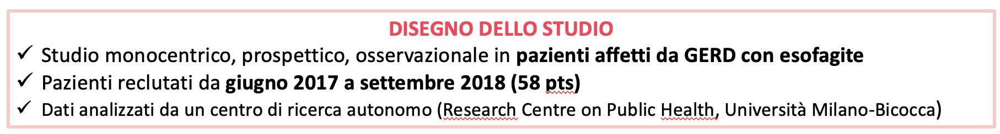 DISEGNO DELLO STUDIO
✓ Studio monocentrico, prospettico, osservazionale in pazienti affetti da GERD con esofagite
✓ Pazienti reclutati da giugno 2017 a settembre 2018 (58 pts)
✓ Dati analizzati da un centro di ricerca autonomo (Research Centre on Public Health, Università Milano-Bicocca)